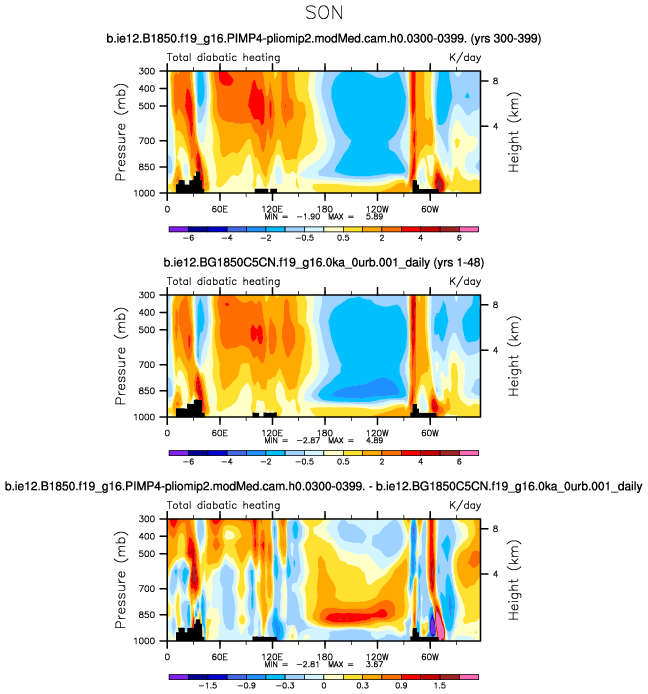 SON
b.ie12.B1850.f19_g16.PIMP4-pliomip2.modMed.cam.h0.0300-0399. (yrs 300-399)
Total diabatic heating K/day
Pressure (mb)
300
400
500
700
850
1000
Height (km)
8
4
0 60E 120E 180 120W 60W
MIN = -1.90 MAX = 5.89
-6 -4 -2 -0.5 0.5 2 4 6
b.ie12.BG1850C5CN.f19_g16.0ka_0urb.001_daily (yrs 1-48)
Total diabatic heating K/day
Pressure (mb)
300
400
500
700
850
1000
Height (km)
8
4
0 60E 120E 180 120W 60W
MIN = -2.87 MAX = 4.89
-6 -4 -2 -0.5 0.5 2 4 6
b.ie12.B1850.f19_g16.PIMP4-pliomip2.modMed.cam.h0.0300-0399. - b.ie12.BG1850C5CN.f19_g16.0ka_0urb.001_daily
Total diabatic heating K/day
Pressure (mb)
300
400
500
700
850
1000
Height (km)
8
4
0 60E 120E 180 120W 60W
MIN = -2.81 MAX = 3.67
-1.5 -0.9 -0.3 0 0.3 0.9 1.5